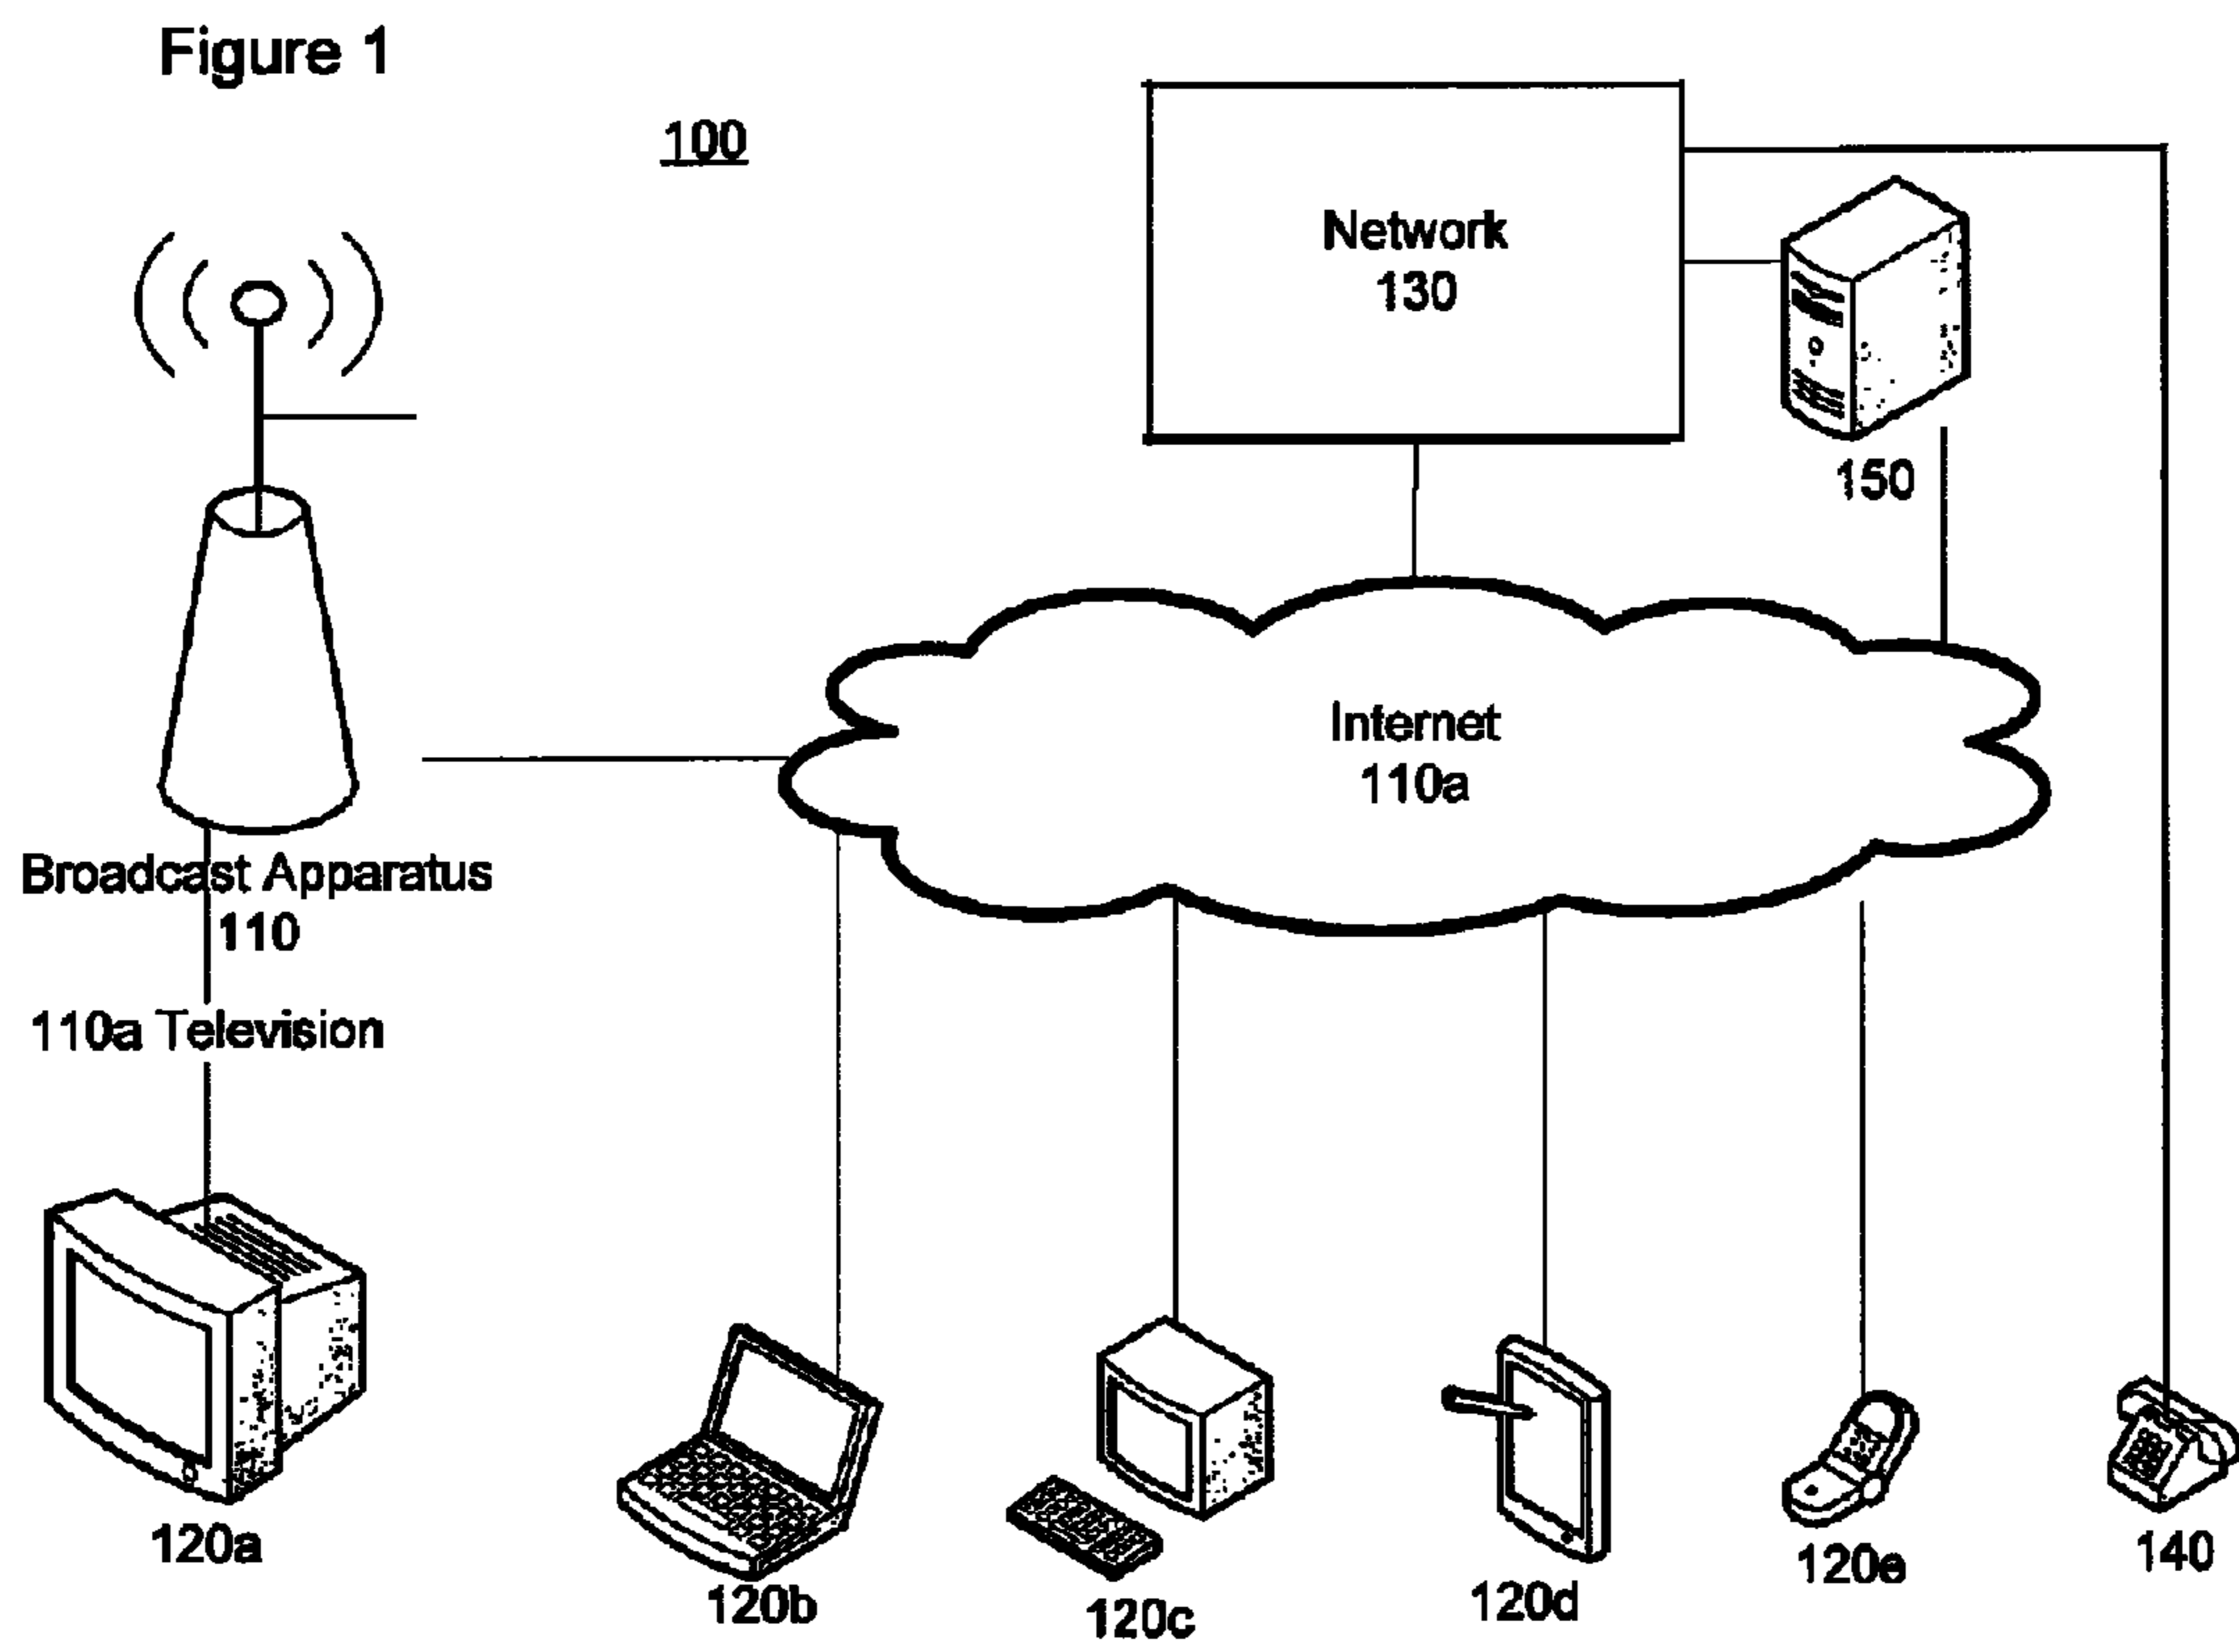 Figure 1
100
Network
130
150
Internet
110a
Broadcast Apparatus
110
110a Television
120a
120b
120c
120d
120e
140